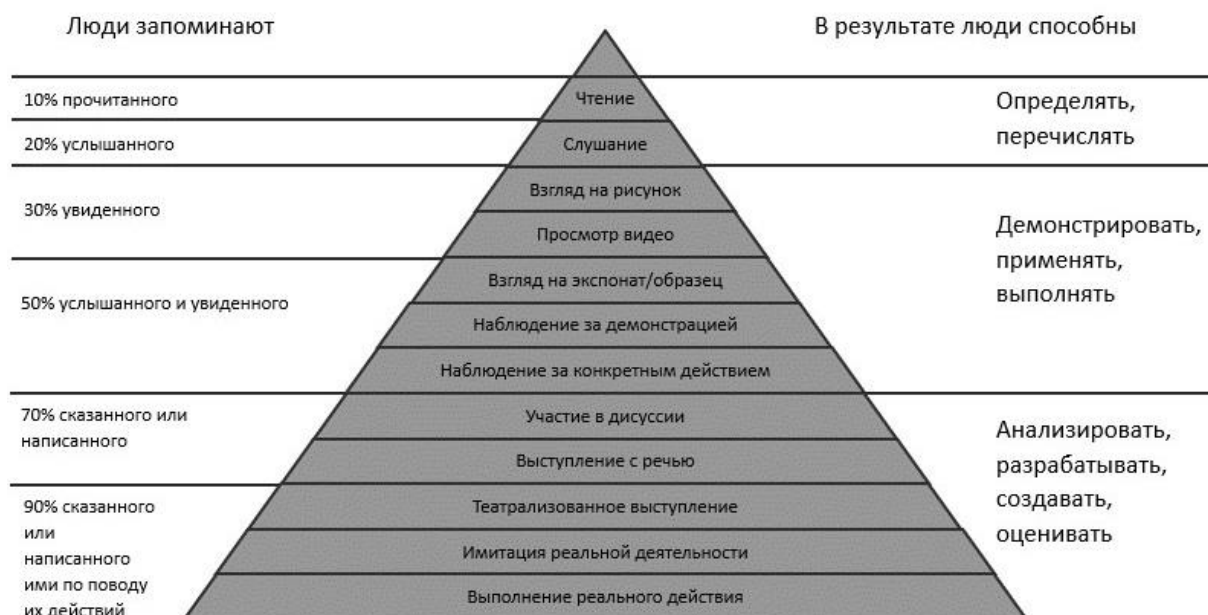 Люди запоминают
В результате люди способны
10% прочитанного
20% услышанного
30% увиденного
50% услышанного и увиденного
70% сказанного или
написанного
90% сказанного
или
написанного
ими по поводу
их действий
Чтение
Слушание
Взгляд на рисунок
Просмотр видео
Взгляд на экспонат/образец
Наблюдение за демонстрацией
Наблюдение за конкретным действием
Участие в дисуссии
Выступление с речью
Театрализованное выступление
Имитация реальной деятельности
Выполнение реального действия
Определять,
перечислять
Демонстрировать,
применять,
выполнять
Анализировать,
разрабатывать,
создавать,
оценивать